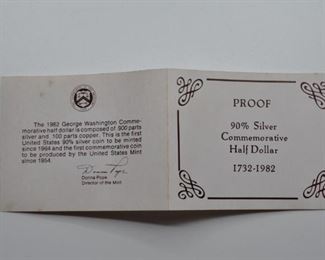 The 1982 George Washington Comme-
morative half dollar is composed of 900 parts
silver and 100 parts copper. This is the first
United States 90% silver coin to be minted
since 1964 and the first commemorative coin
to be produced by the United States Mint
since 1954.
Donna Pope
Donna Pope
Director of the Mint
PROOF
90% Silver
Commemorative
Half Dollar
1732-1982